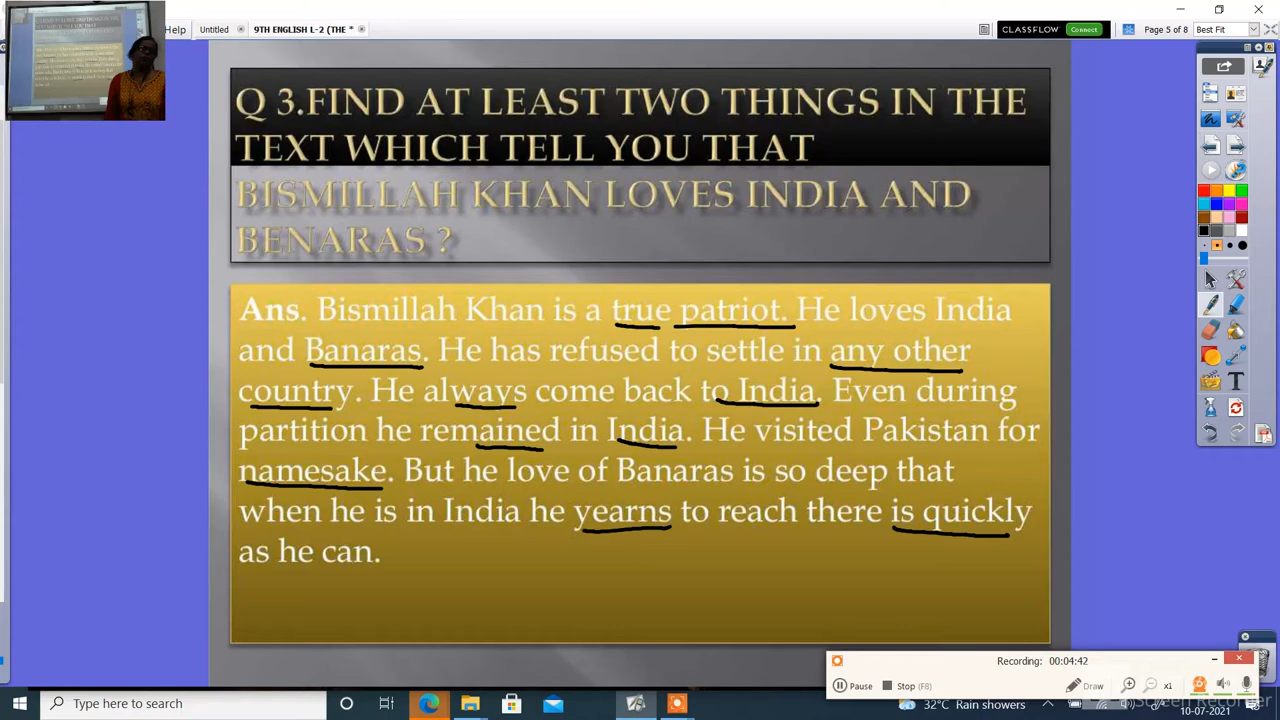 Help
Untitled
9TH ENGLISH L-2 (THE *
CLASSFLOW
Connect
Page 5 of 8
Best Fit
Q 3.FIND AT LEAST TWO THINGS IN THE
TEXT WHICH TELL YOU THAT
BISMILLAH KHAN LOVES INDIA AND
BENARAS ?
Ans. Bismillah Khan is a true patriot. He loves India
and Banaras. He has refused to settle in any other
country. He always come back to India. Even during
partition he remained in India. He visited Pakistan for
namesake. But he love of Banaras is so deep that
when he is in India he yearns to reach there is quickly
as he can.
Recording: 00:04:42
Pause
Stop (F8)
Draw
x1
Type here to search
32°C Rain showers
10-07-2021